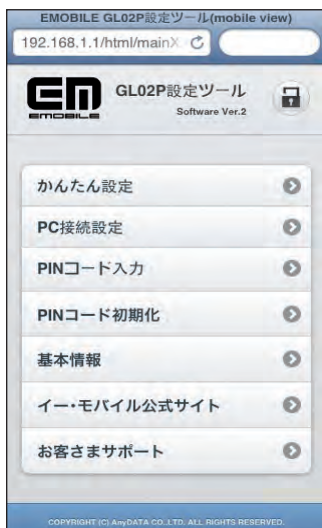 EMOBILE GL02P設定ツール(mobile view)
192.168.1.1/html/mainX
EM
EMOBILE
GL02P設定ツール
Software Ver.2
かんたん設定
PC接続設定
PINコード入力
PINコード初期化
基本情報
イー・モバイル公式サイト
お客さまサポート
COPYRIGHT (C) AnyDATA CO.,LTD. ALL RIGHTS RESERVED.